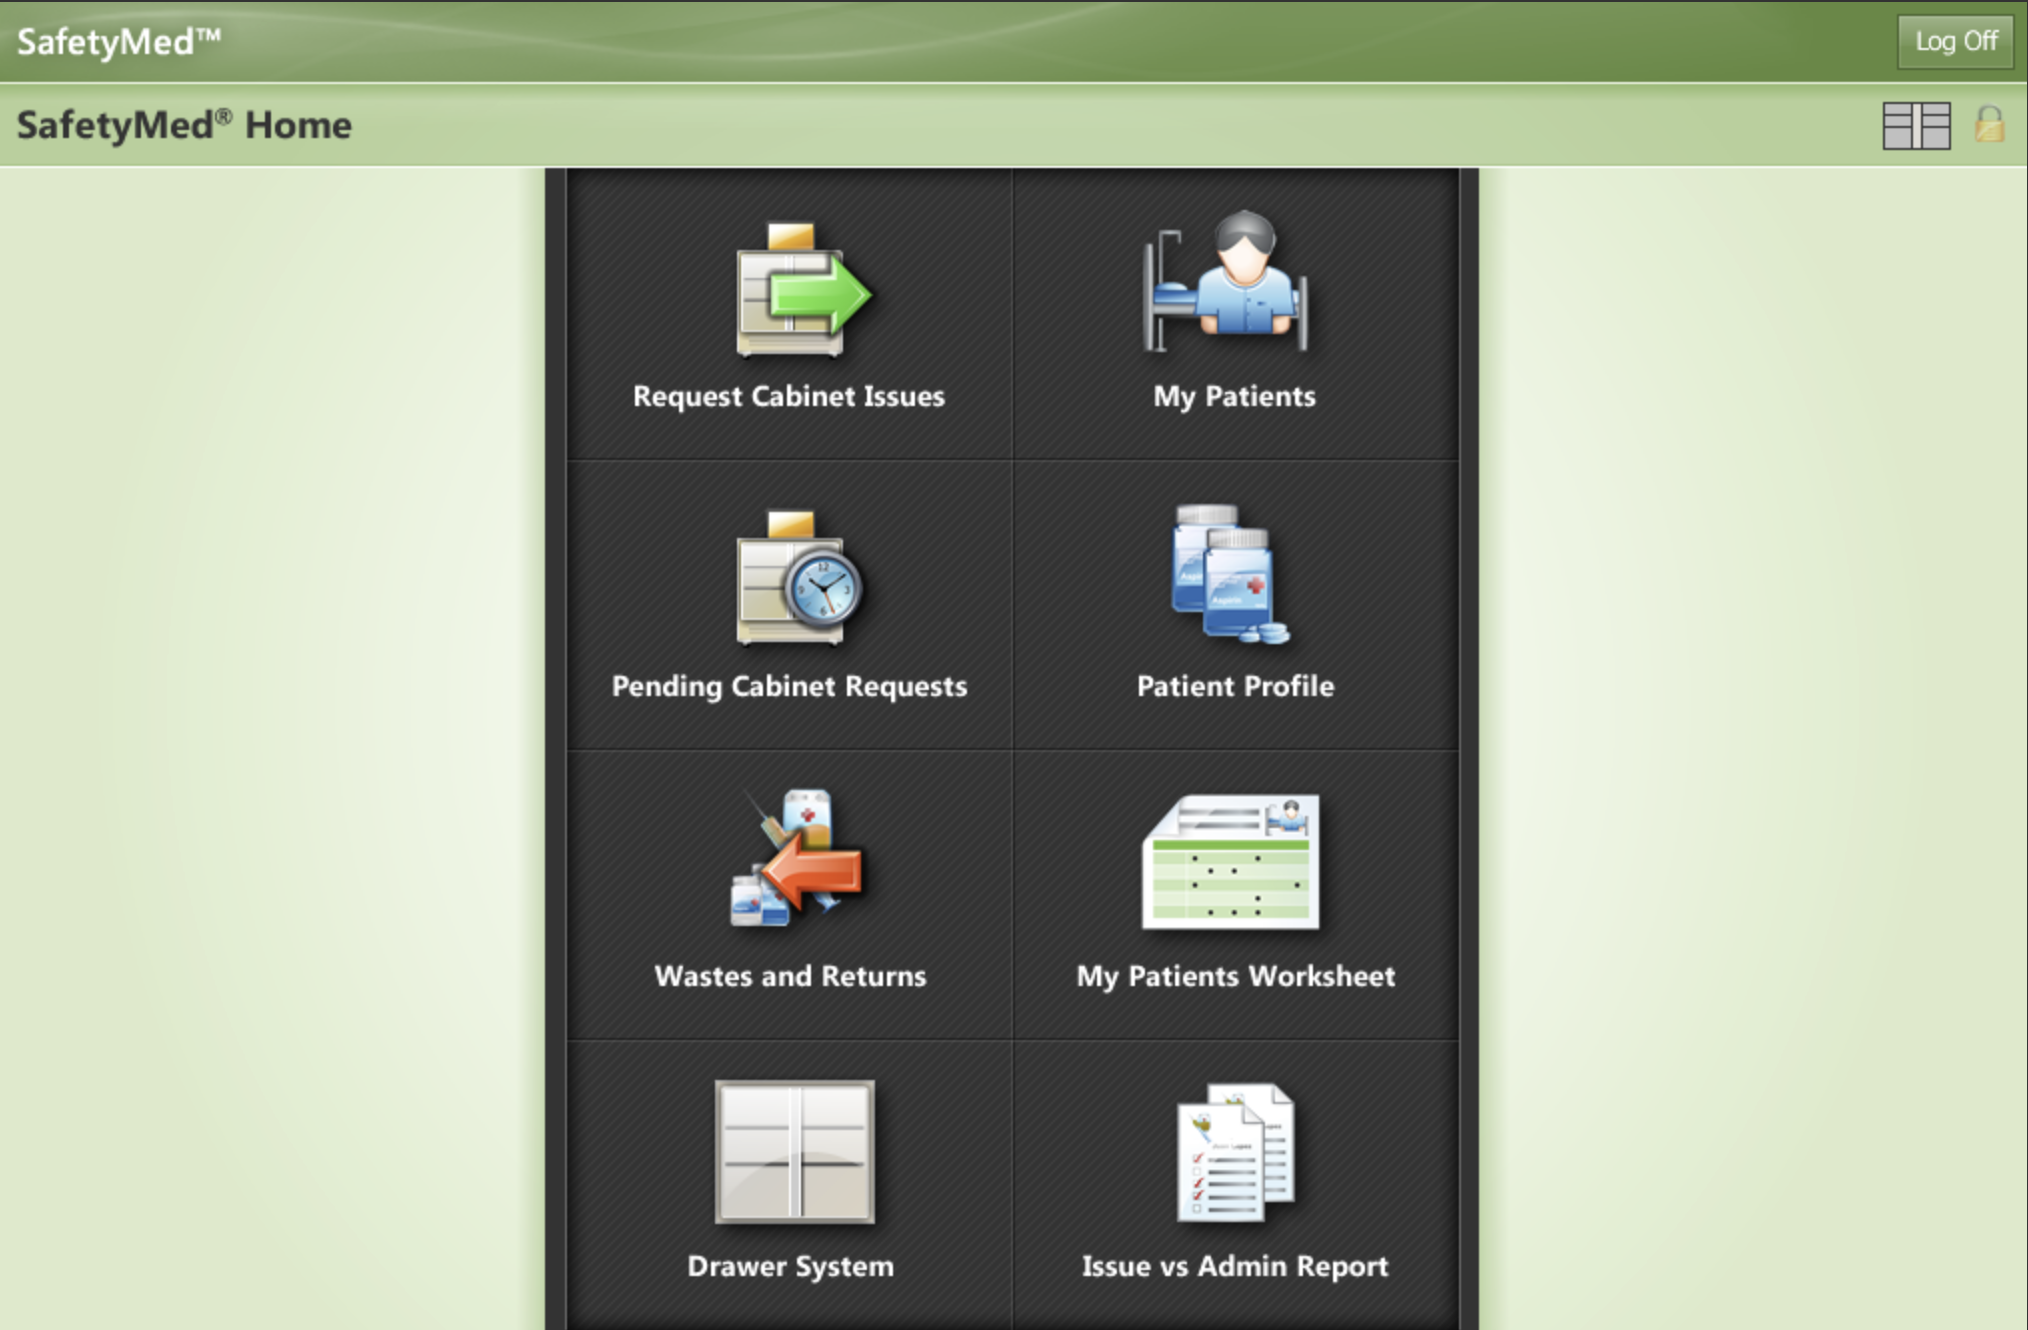 SafetyMed™
Log Off
SafetyMed® Home
Request Cabinet Issues
My Patients
Pending Cabinet Requests
Patient Profile
Wastes and Returns
My Patients Worksheet
Drawer System
Issue vs Admin Report